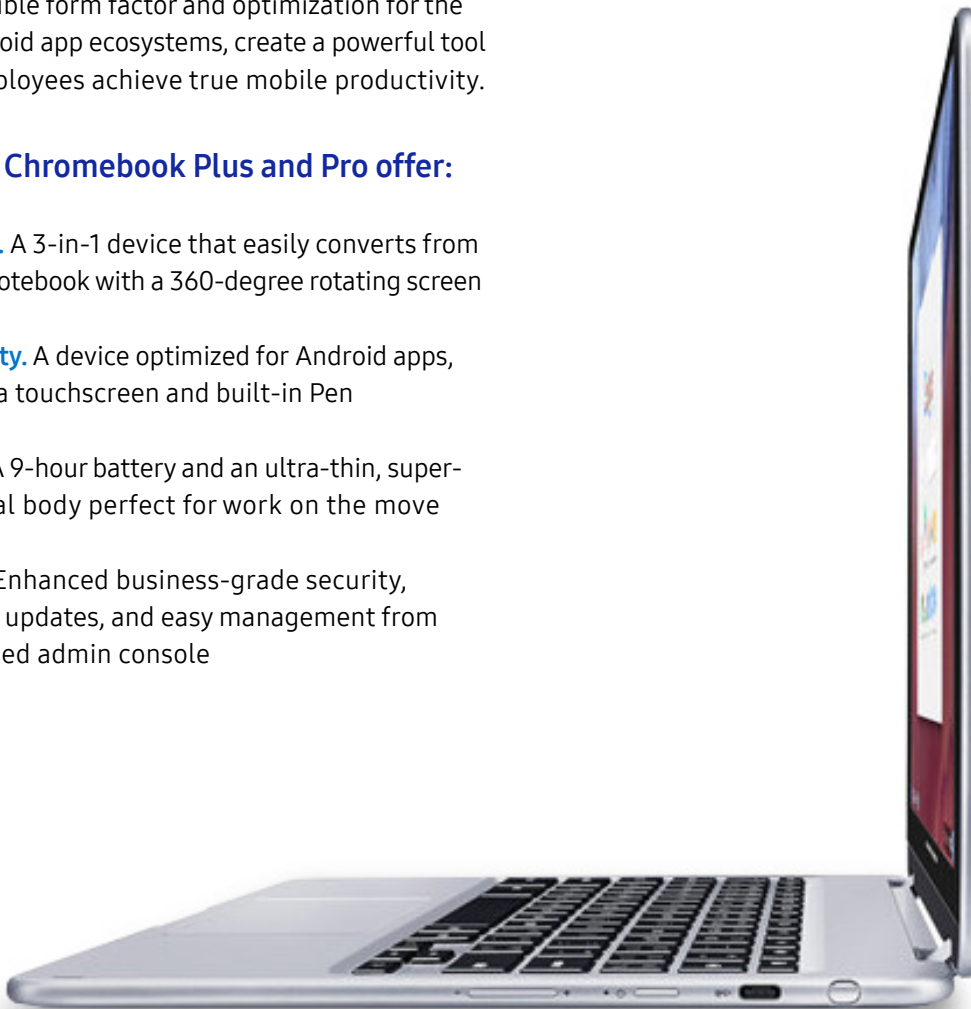 ible form factor and optimization for the
oid app ecosystems, create a powerful tool
ployees achieve true mobile productivity.
Chromebook Plus and Pro offer:
. A 3-in-1 device that easily converts from
otebook with a 360-degree rotating screen
ty. A device optimized for Android apps,
a touchscreen and built-in Pen
A 9-hour battery and an ultra-thin, super-
al body perfect for work on the move
Enhanced business-grade security,
updates, and easy management from
ed admin console